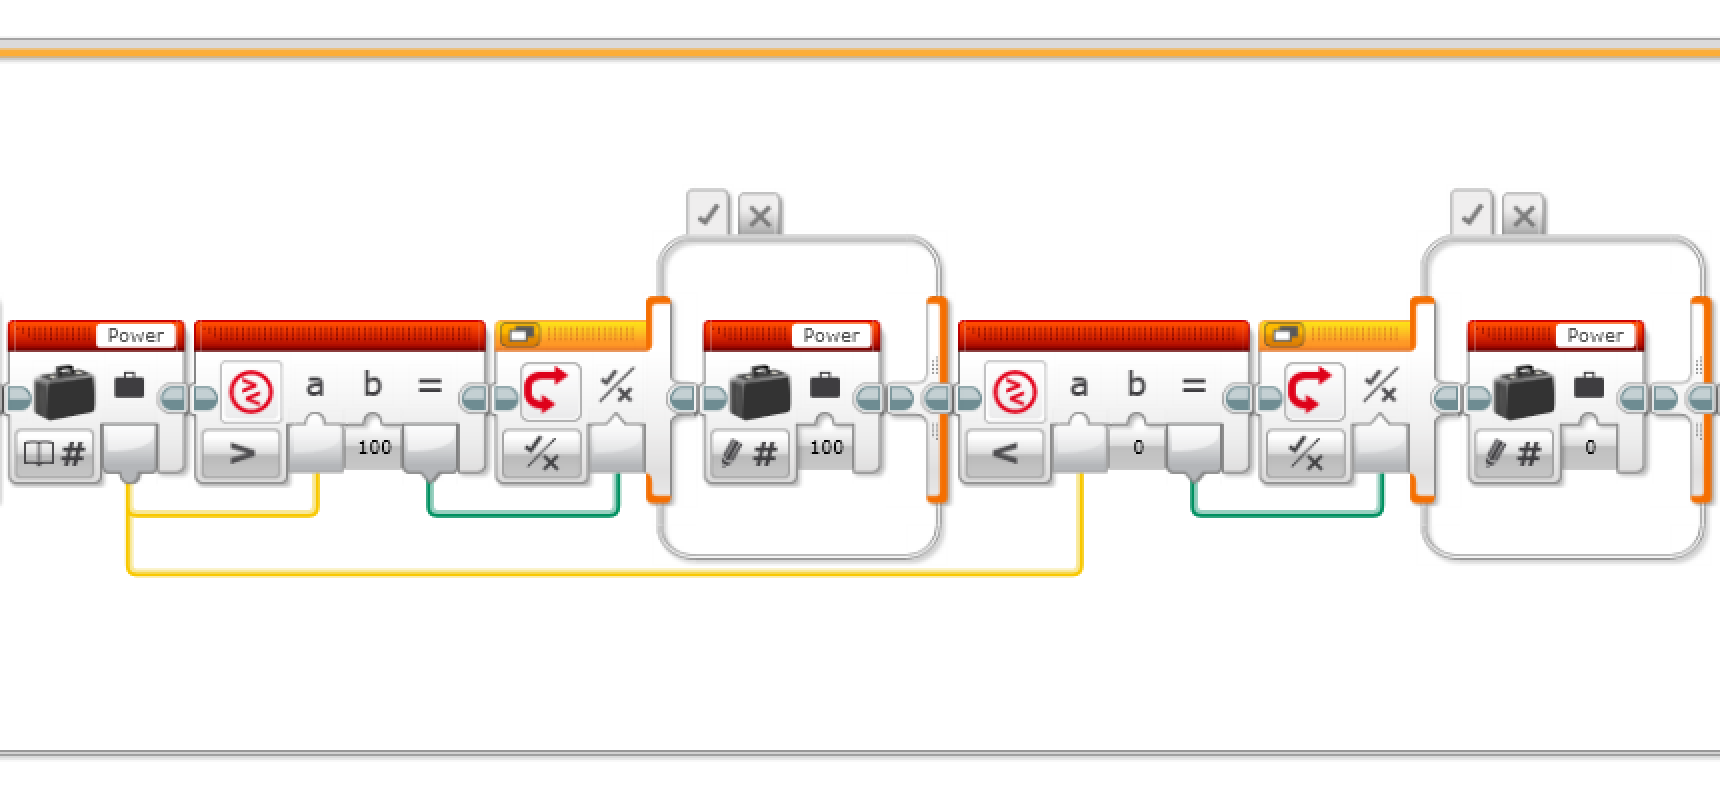 Power
a b =
# > 100
Power
# 100
a b =
< 0
Power
# 0